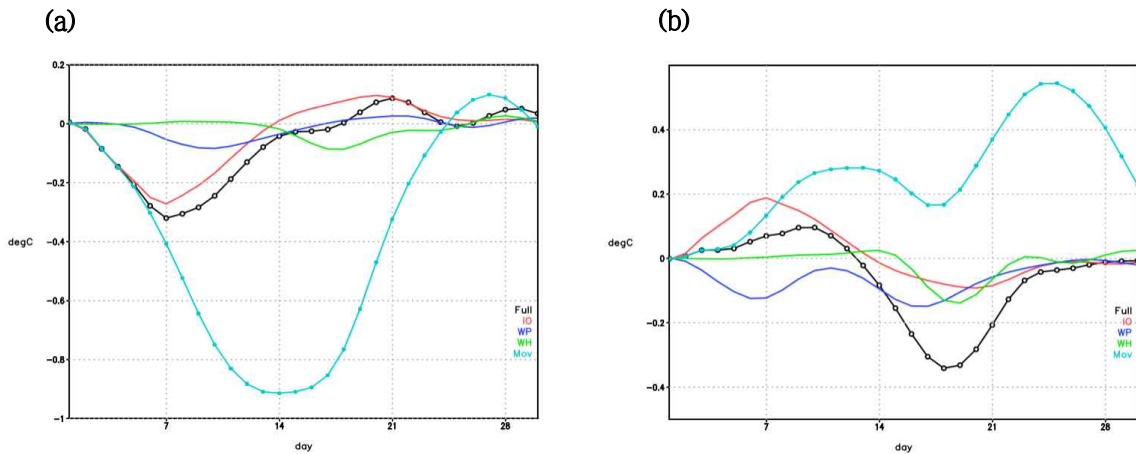 (a)
(b)
0.2
0
-0.2
-0.4
-0.6
-0.8
-1
degC
7
14
21
28
day
Full
IO
WP
WH
Mov
0.4
0.2
0
-0.2
-0.4
degC
7
14
21
28
day
Full
IO
WP
WH
Mov